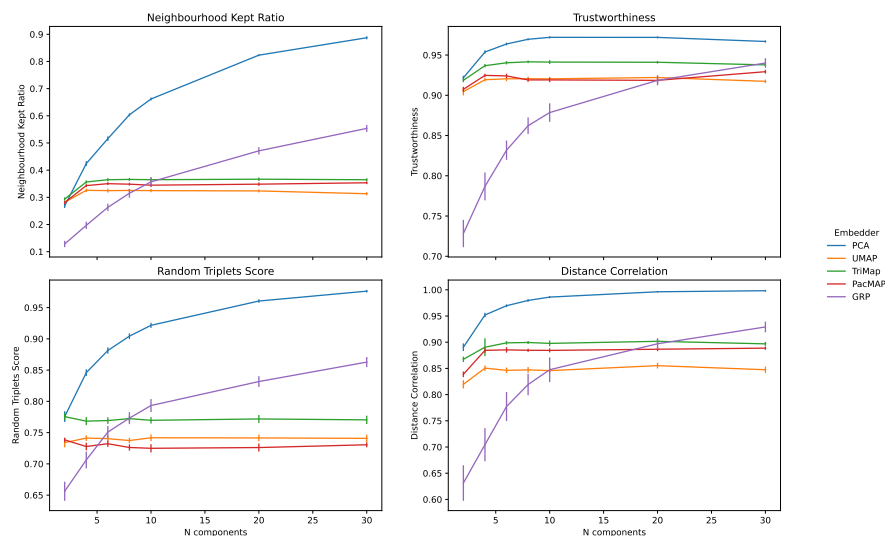 Neighbourhood Kept Ratio
Neighbourhood Kept Ratio
0.9
0.8
0.7
0.6
0.5
0.4
0.3
0.2
0.1
Trustworthiness
Trustworthiness
0.95
0.90
0.85
0.80
0.75
0.70
Random Triplets Score
Random Triplets Score
0.95
0.90
0.85
0.80
0.75
0.70
0.65
5 10 15 20 25 30
N components
Distance Correlation
Distance Correlation
1.00
0.95
0.90
0.85
0.80
0.75
0.70
0.65
0.60
5 10 15 20 25 30
N components
Embedder
PCA
UMAP
TriMap
PacMAP
GRP